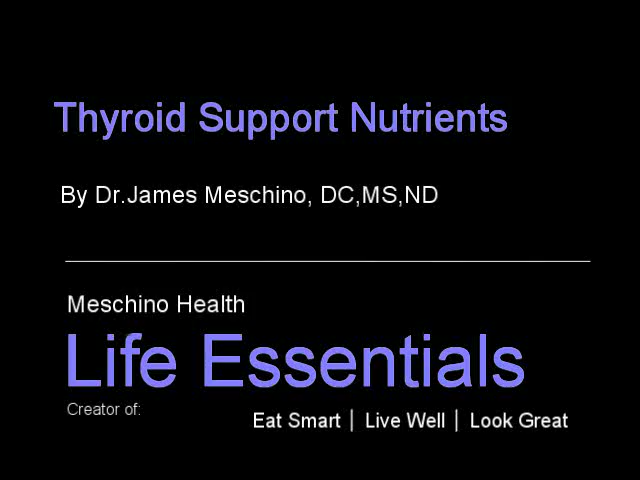 Thyroid Support Nutrients
By Dr.James Meschino, DC,MS,ND
Meschino Health
Life Essentials
Creator of:
Eat Smart | Live Well | Look Great